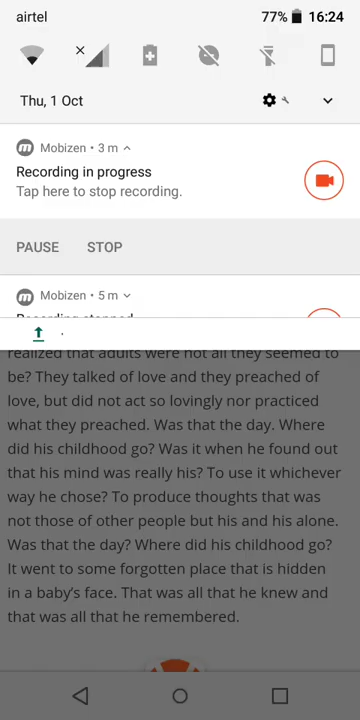 airtel 77% 16:24
Thu, 1 Oct
Mobizen • 3 m
Recording in progress
Tap here to stop recording.
PAUSE STOP
Mobizen • 5 m
Recording stopped
realized that adults were not all they seemed to
be? They talked of love and they preached of
love, but did not act so lovingly nor practiced
what they preached. Was that the day. Where
did his childhood go? Was it when he found out
that his mind was really his? To use it whichever
way he chose? To produce thoughts that was
not those of other people but his and his alone.
Was that the day? Where did his childhood go?
It went to some forgotten place that is hidden
in a baby’s face. That was all that he knew and
that was all that he remembered.